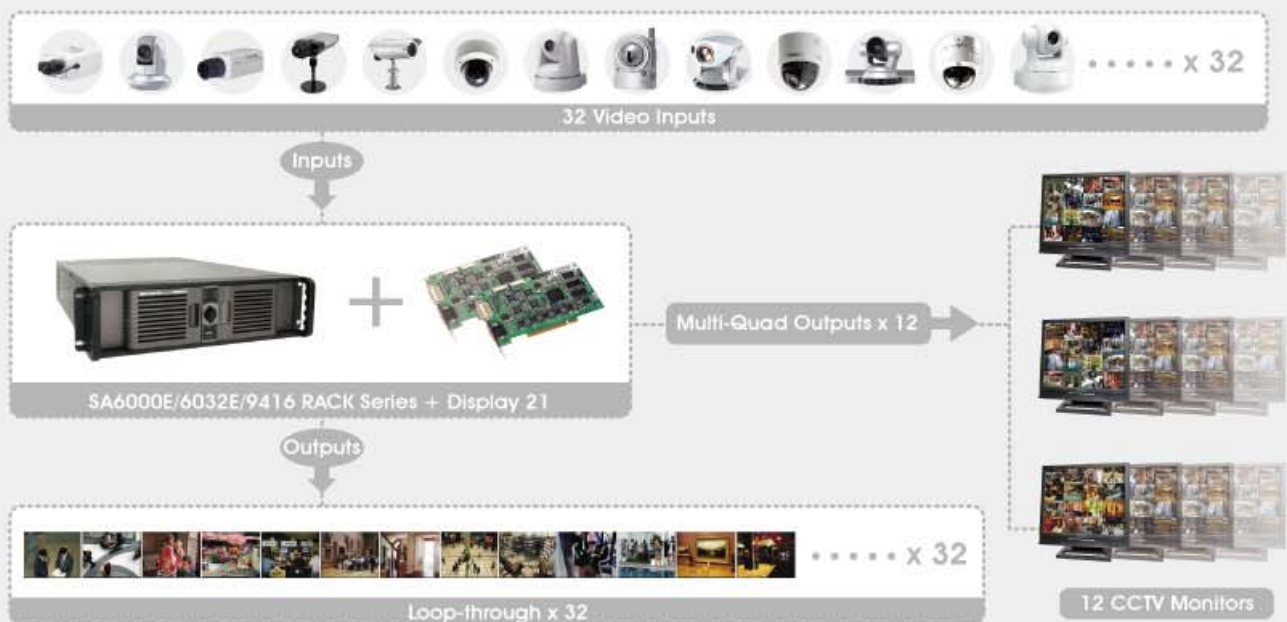 ..... x 32
32 Video Inputs
Inputs
SA6000E/6032E/9416 RACK Series + Display 21
Multi-Quad Outputs x 12
Outputs
..... x 32
Loop-through x 32
12 CCTV Monitors